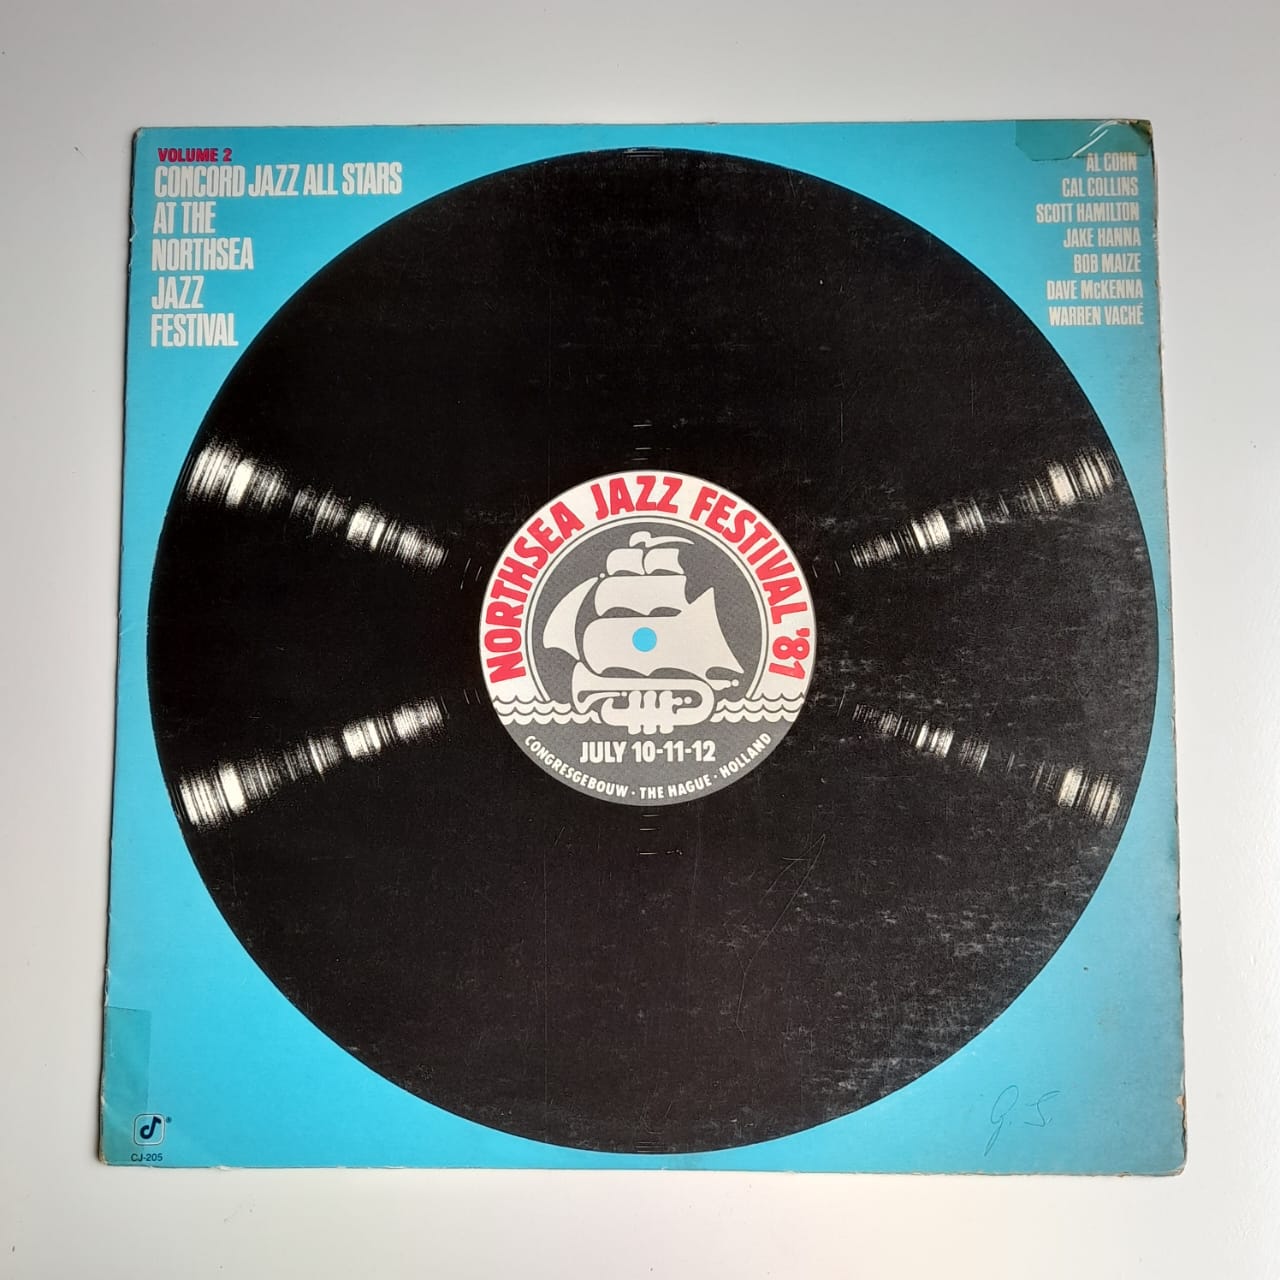 VOLUME 2
CONCORD JAZZ ALL STARS
AT THE
NORTHSEA
JAZZ
FESTIVAL
AL COHN
CAL COLLINS
SCOTT HAMILTON
JAKE HANNA
BOB MAIZE
DAVE McKENNA
WARREN VACHÉ
NORTHSEA JAZZ FESTIVAL '81
JULY 10-11-12
CONGRESGEBOUW · THE HAGUE · HOLLAND
G. S.
®
CJ-205